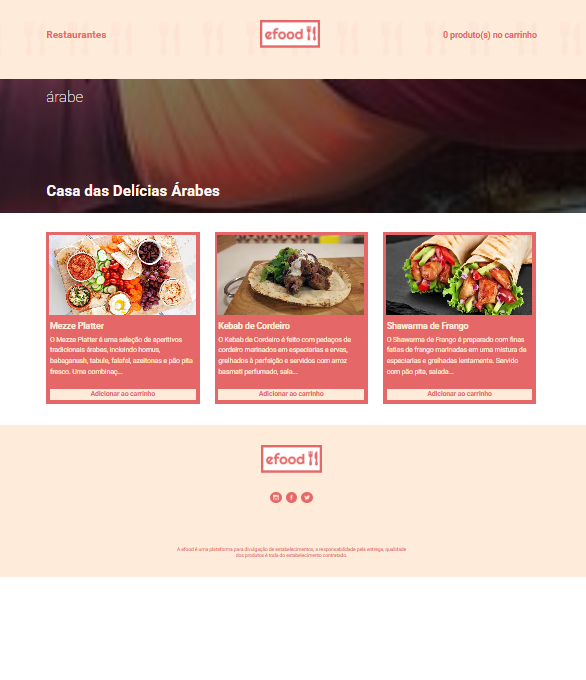 Restaurantes
efood
0 produto(s) no carrinho
árabe
Casa das Delícias Árabes
Mezze Platter
O Mezze Platter é uma seleção de aperitivos
tradicionais árabes, incluindo homus,
babaganush, tabule, falafel, azeitonas e pão pita
fresco. Uma combinaç...
Adicionar ao carrinho
Kebab de Cordeiro
O Kebab de Cordeiro é feito com pedaços de
cordeiro marinados em especiarias e ervas,
grelhados à perfeição e servidos com arroz
basmati perfumado, sala...
Adicionar ao carrinho
Shawarma de Frango
O Shawarma de Frango é preparado com finas
fatias de frango marinadas em uma mistura de
especiarias e grelhadas lentamente. Servido
com pão pita, salada...
Adicionar ao carrinho
efood
A efood é uma plataforma para divulgação de estabelecimentos, a responsabilidade pela entrega, qualidade
dos produtos é toda do estabelecimento contratado.